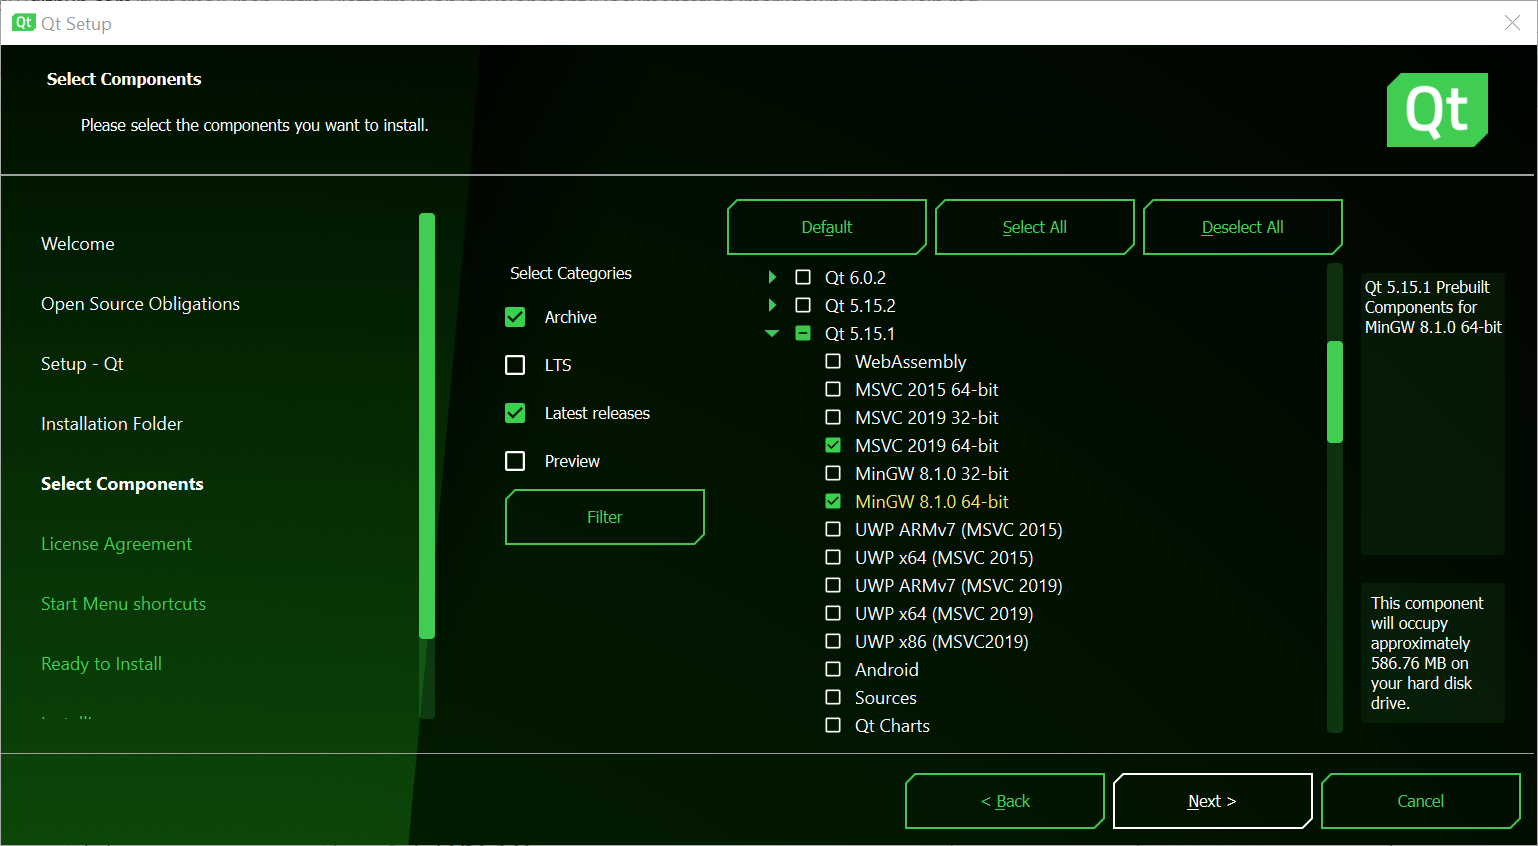 Qt Setup
Select Components
Please select the components you want to install.
Qt
Welcome
Open Source Obligations
Setup - Qt
Installation Folder
Select Components
License Agreement
Start Menu shortcuts
Ready to Install
Select Categories
Archive
LTS
Latest releases
Preview
Filter
Default
Select All
Deselect All
Qt 6.0.2
Qt 5.15.2
Qt 5.15.1
WebAssembly
MSVC 2015 64-bit
MSVC 2019 32-bit
MSVC 2019 64-bit
MinGW 8.1.0 32-bit
MinGW 8.1.0 64-bit
UWP ARMv7 (MSVC 2015)
UWP x64 (MSVC 2015)
UWP ARMv7 (MSVC 2019)
UWP x64 (MSVC 2019)
UWP x86 (MSVC2019)
Android
Sources
Qt Charts
Qt 5.15.1 Prebuilt
Components for
MinGW 8.1.0 64-bit
This component
will occupy
approximately
586.76 MB on
your hard disk
drive.
< Back
Next >
Cancel